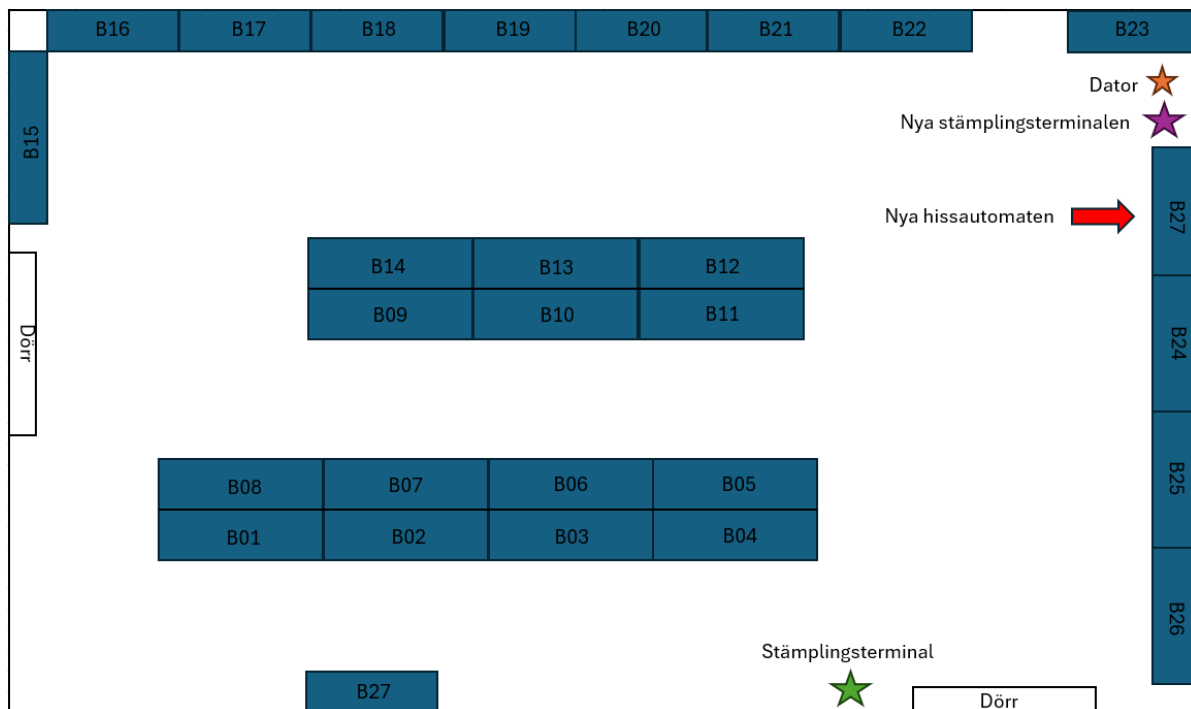 B16 B17 B18 B19 B20 B21 B22 B23
Dator
Nya stämplingsterminalen
B15
Nya hissautomaten
B27
B14 B13 B12
B09 B10 B11
Dörr
B24
B08 B07 B06 B05
B25
B01 B02 B03 B04
B26
Stämplingsterminal
B27
Dörr